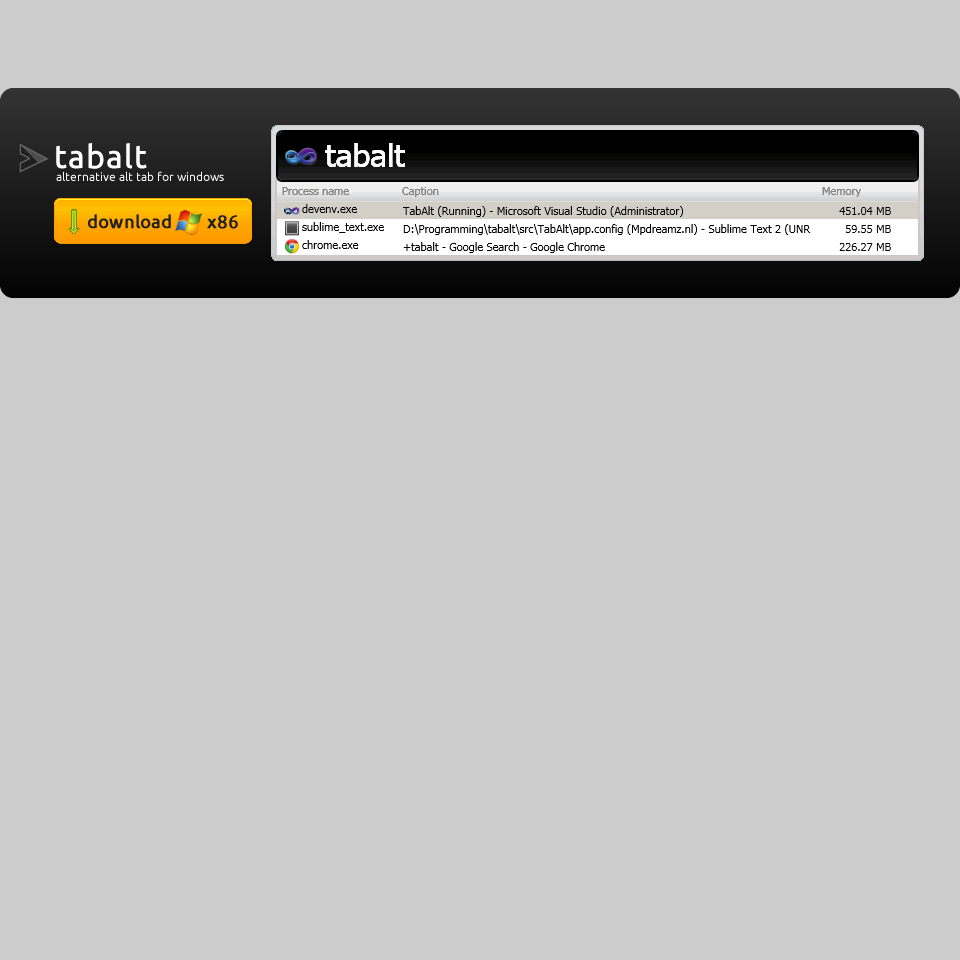 tabalt
alternative alt tab for windows
download x86
tabalt
Process name Caption Memory
devenv.exe TabAlt (Running) - Microsoft Visual Studio (Administrator) 451.04 MB
sublime_text.exe D:\Programming\tabalt\src\TabAlt\app.config (Mpdreamz.nl) - Sublime Text 2 (UNR 59.55 MB
chrome.exe +tabalt - Google Search - Google Chrome 226.27 MB